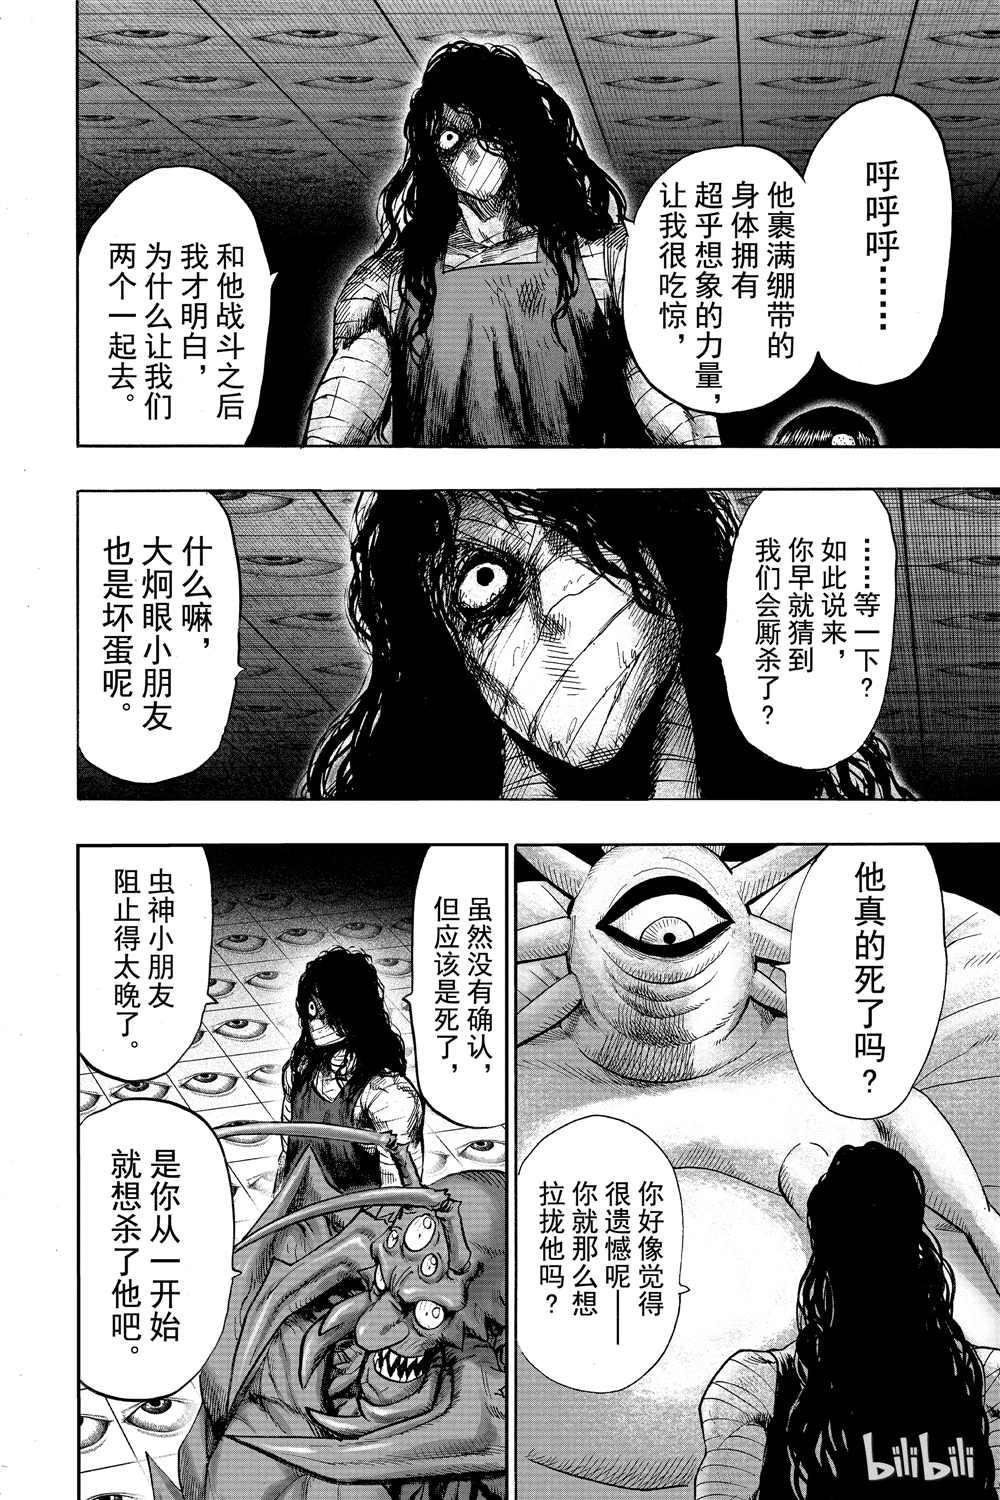 呼呼呼……
他裹满绷带的
身体拥有
超乎想象的力量，
让我很吃惊，
和他战斗之后
我才明白，
为什么让我们
两个一起去。
……等一下？
如此说来，
你早就猜到
我们会厮杀了？
什么嘛，
大炯眼小朋友
也是坏蛋呢。
他真的死了吗？
你好像觉得
很遗憾呢——
你就那么想
拉拢他吗？
虽然没有确认，
但应该是死了，
虫神小朋友
阻止得太晚了。
是你从一开始
就想杀了他吧。
bilibili